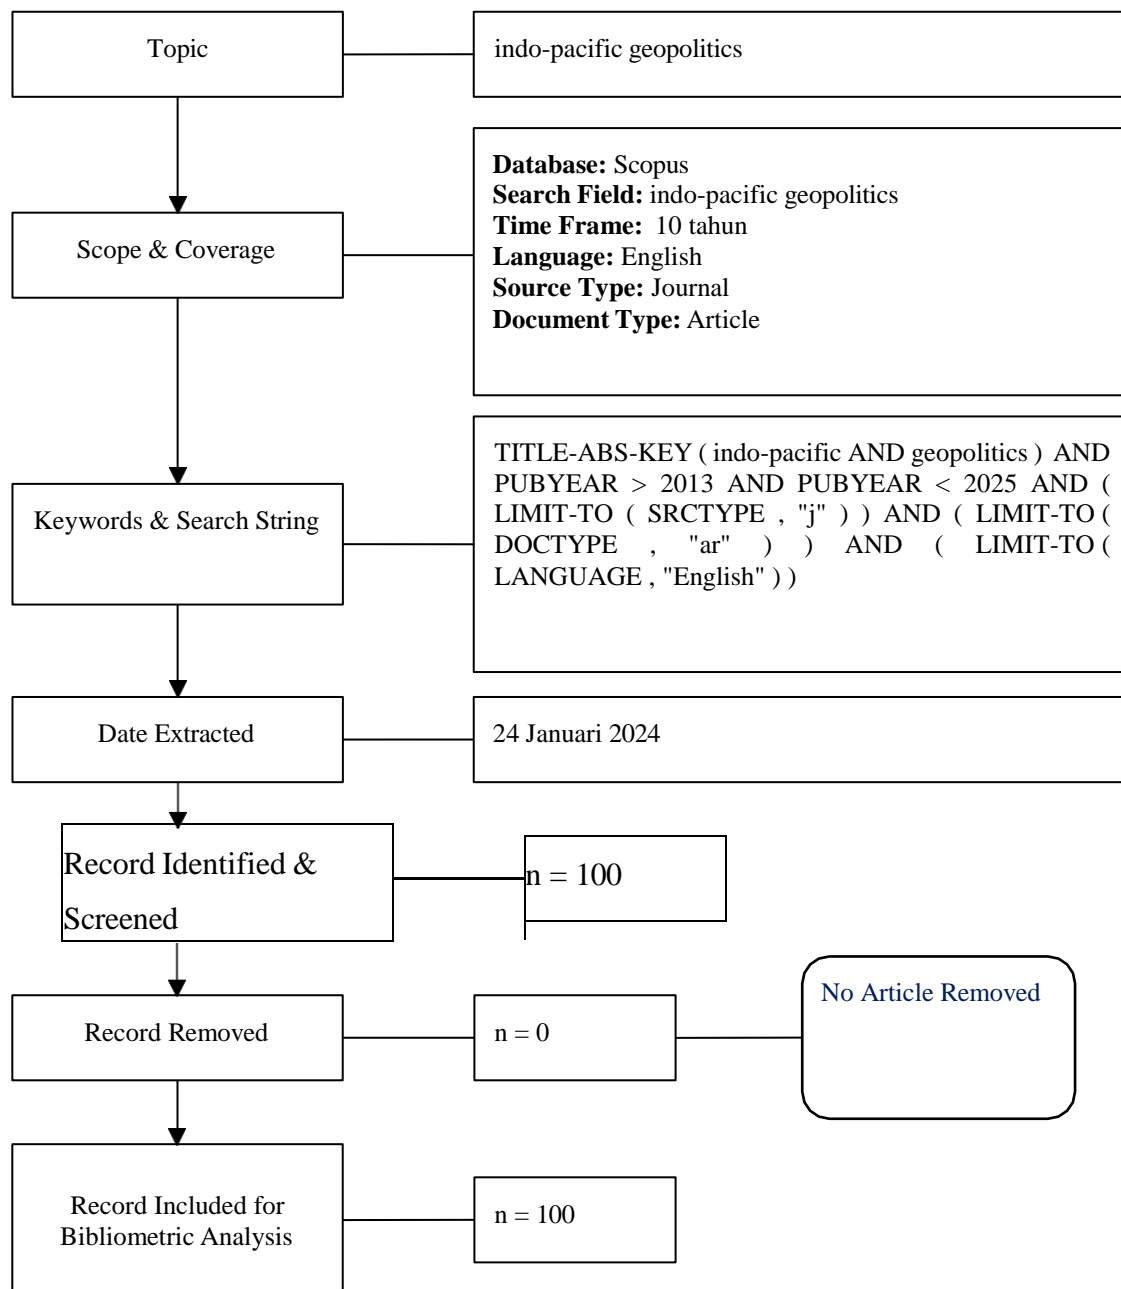 Topic
indo-pacific geopolitics
Scope & Coverage
Database: Scopus
Search Field: indo-pacific geopolitics
Time Frame: 10 tahun
Language: English
Source Type: Journal
Document Type: Article
Keywords & Search String
TITLE-ABS-KEY ( indo-pacific AND geopolitics ) AND
PUBYEAR > 2013 AND PUBYEAR < 2025 AND (
LIMIT-TO ( SRCTYPE , "j" ) ) AND ( LIMIT-TO (
DOCTYPE , "ar" ) ) AND ( LIMIT-TO (
LANGUAGE , "English" ) )
Date Extracted
24 Januari 2024
Record Identified &
Screened
n = 100
Record Removed
n = 0
No Article Removed
Record Included for
Bibliometric Analysis
n = 100